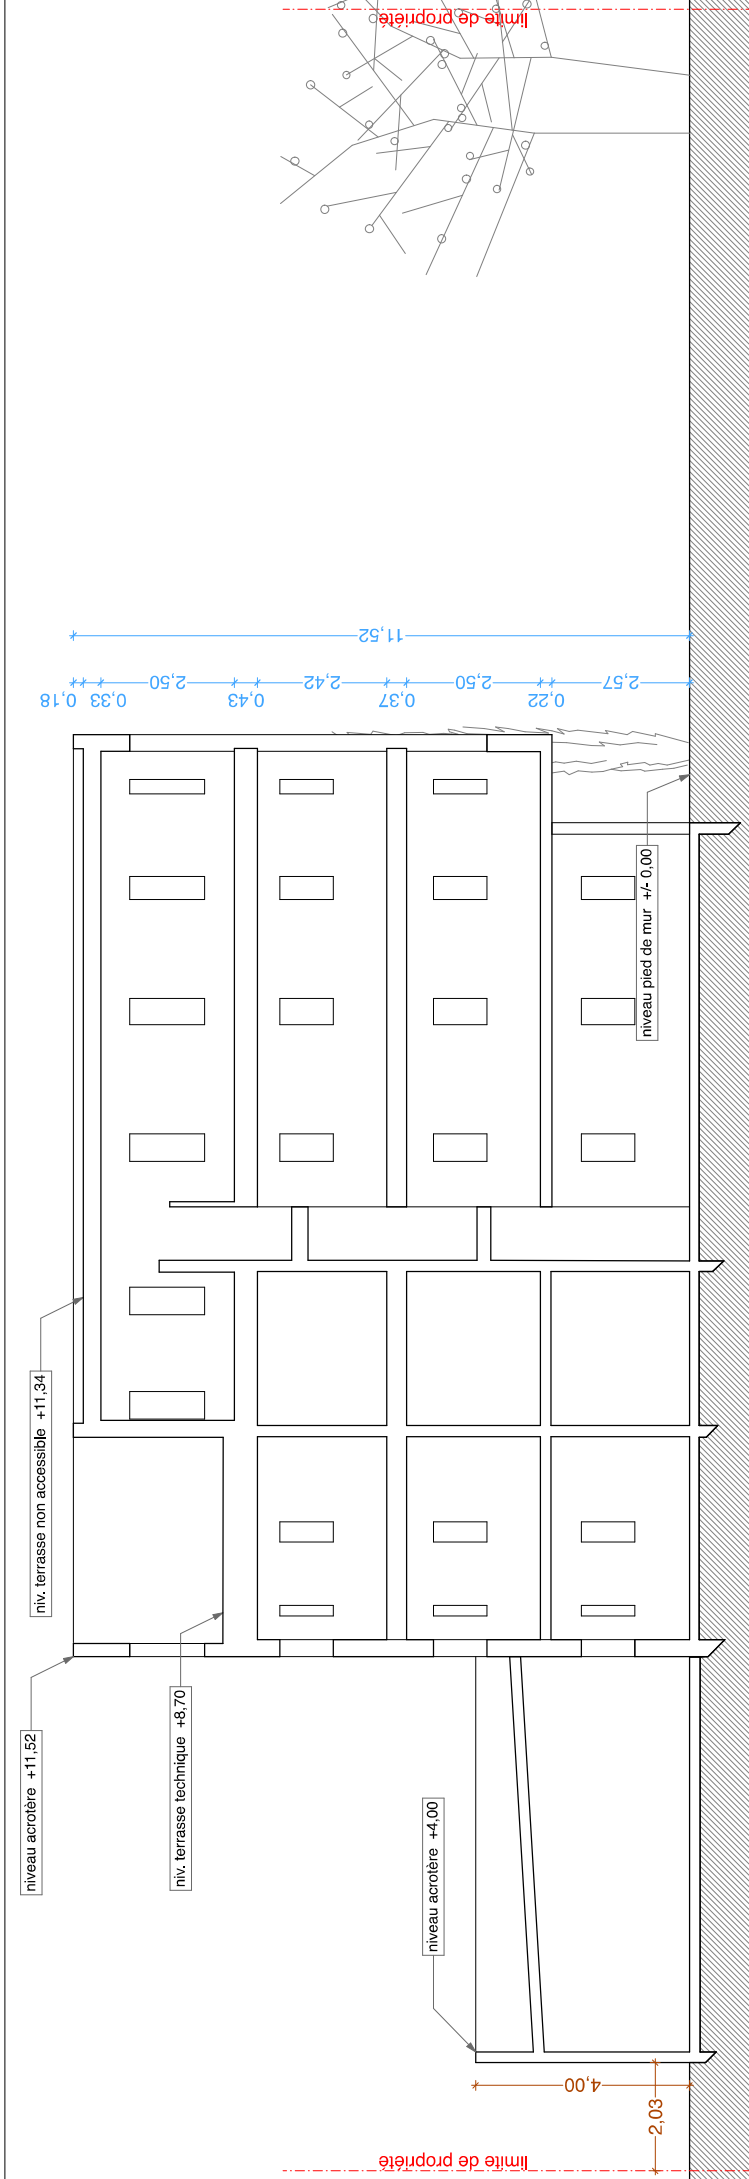 limite de propriété
11,52
0,18
0,33
2,50
0,43
2,42
0,37
2,50
0,22
2,57
niveau pied de mur +/- 0,00
niv. terrasse non accessible +11,34
niveau acrotère +11,52
niv. terrasse technique +8,70
niveau acrotère +4,00
4,00
2,03
limite de propriété